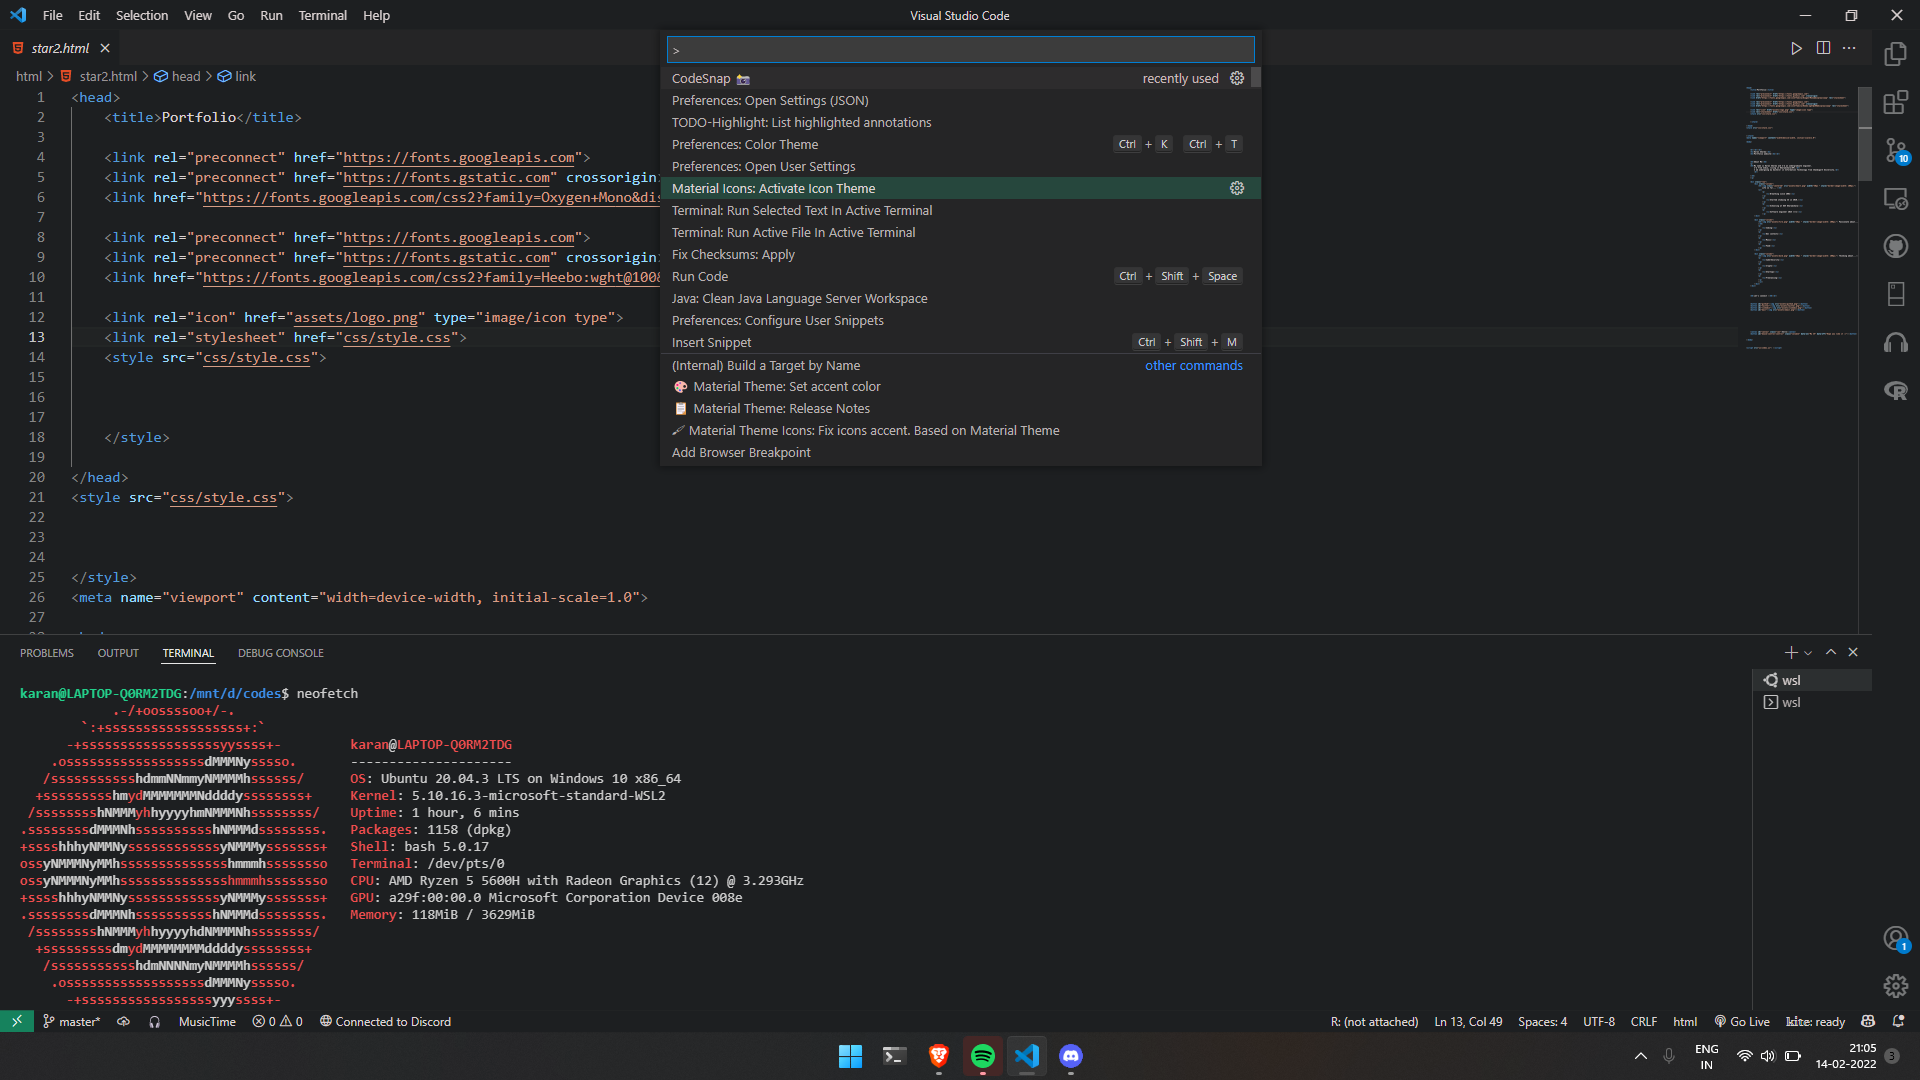 File Edit Selection View Go Run Terminal Help
Visual Studio Code
star2.html
html > star2.html > head > link
>
CodeSnap 📸 recently used
Preferences: Open Settings (JSON)
TODO-Highlight: List highlighted annotations
Preferences: Color Theme Ctrl + K Ctrl + T
Preferences: Open User Settings
Material Icons: Activate Icon Theme
Terminal: Run Selected Text In Active Terminal
Terminal: Run Active File In Active Terminal
Fix Checksums: Apply
Run Code Ctrl + Shift + Space
Java: Clean Java Language Server Workspace
Preferences: Configure User Snippets
Insert Snippet Ctrl + Shift + M
(Internal) Build a Target by Name other commands
🎨 Material Theme: Set accent color
📋 Material Theme: Release Notes
🖌 Material Theme Icons: Fix icons accent. Based on Material Theme
Add Browser Breakpoint
1 <head>
2 <title>Portfolio</title>
3
4 <link rel="preconnect" href="https://fonts.googleapis.com">
5 <link rel="preconnect" href="https://fonts.gstatic.com" crossorigin
6 <link href="https://fonts.googleapis.com/css2?family=Oxygen+Mono&dis
7
8 <link rel="preconnect" href="https://fonts.googleapis.com">
9 <link rel="preconnect" href="https://fonts.gstatic.com" crossorigin
10 <link href="https://fonts.googleapis.com/css2?family=Heebo:wght@100&
11
12 <link rel="icon" href="assets/logo.png" type="image/icon type">
13 <link rel="stylesheet" href="css/style.css">
14 <style src="css/style.css">
15
16
17
18 </style>
19
20 </head>
21 <style src="css/style.css">
22
23
24
25 </style>
26 <meta name="viewport" content="width=device-width, initial-scale=1.0">
27
10
1
PROBLEMS OUTPUT TERMINAL DEBUG CONSOLE
wsl
wsl
karan@LAPTOP-Q0RM2TDG:/mnt/d/codes$ neofetch
.-/+oossssoo+/-.
`:+ssssssssssssssssss+:`
-+ssssssssssssssssssyyssss+- karan@LAPTOP-Q0RM2TDG
.ossssssssssssssssssdMMMNysssso. ---------------------
/ssssssssssshdmmNNmmyNMMMMhssssss/ OS: Ubuntu 20.04.3 LTS on Windows 10 x86_64
+ssssssssshmydMMMMMMMNddddyssssssss+ Kernel: 5.10.16.3-microsoft-standard-WSL2
/sssssssshNMMMyhhyyyyhmNMMMNhssssssss/ Uptime: 1 hour, 6 mins
.ssssssssdMMMNhsssssssssshNMMMdssssssss. Packages: 1158 (dpkg)
+sssshhhyNMMNyssssssssssssyNMMMysssssss+ Shell: bash 5.0.17
ossyNMMMNyMMhsssssssssssssshmmmhssssssso Terminal: /dev/pts/0
ossyNMMMNyMMhsssssssssssssshmmmhssssssso CPU: AMD Ryzen 5 5600H with Radeon Graphics (12) @ 3.293GHz
+sssshhhyNMMNyssssssssssssyNMMMysssssss+ GPU: a29f:00:00.0 Microsoft Corporation Device 008e
.ssssssssdMMMNhsssssssssshNMMMdssssssss. Memory: 118MiB / 3629MiB
/sssssssshNMMMyhhyyyyhdNMMMNhssssssss/
+sssssssssdmydMMMMMMMMddddyssssssss+
/ssssssssssshdmNNNNmyNMMMMhssssss/
.ossssssssssssssssssdMMMNysssso.
-+sssssssssssssssssyyyssss+-
master* MusicTime 0 0 Connected to Discord
R: (not attached) Ln 13, Col 49 Spaces: 4 UTF-8 CRLF html Go Live kite: ready
ENG
IN
21:05
14-02-2022
3